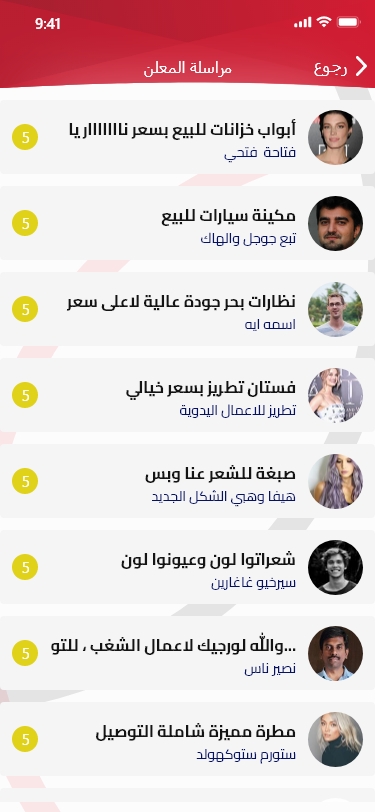 9:41
رجوع
مراسلة المعلن
أبواب خزانات للبيع بسعر نااااااار يا
فتاحة فتحي
5
مكينة سيارات للبيع
تبع جوجل والهاك
5
نظارات بحر جودة عالية لاعلى سعر
اسمه ايه
5
فستان تطريز بسعر خيالي
تطريز للاعمال اليدوية
5
صبغة للشعر عنا وبس
هيفا وهبي الشكل الجديد
5
شعراتوا لون وعيونوا لون
سيرخيو غاغارين
5
والله لورجيك لاعمال الشغب ، للتو...
نصير ناس
5
مطرة مميزة شاملة التوصيل
ستورم ستوكهولد
5